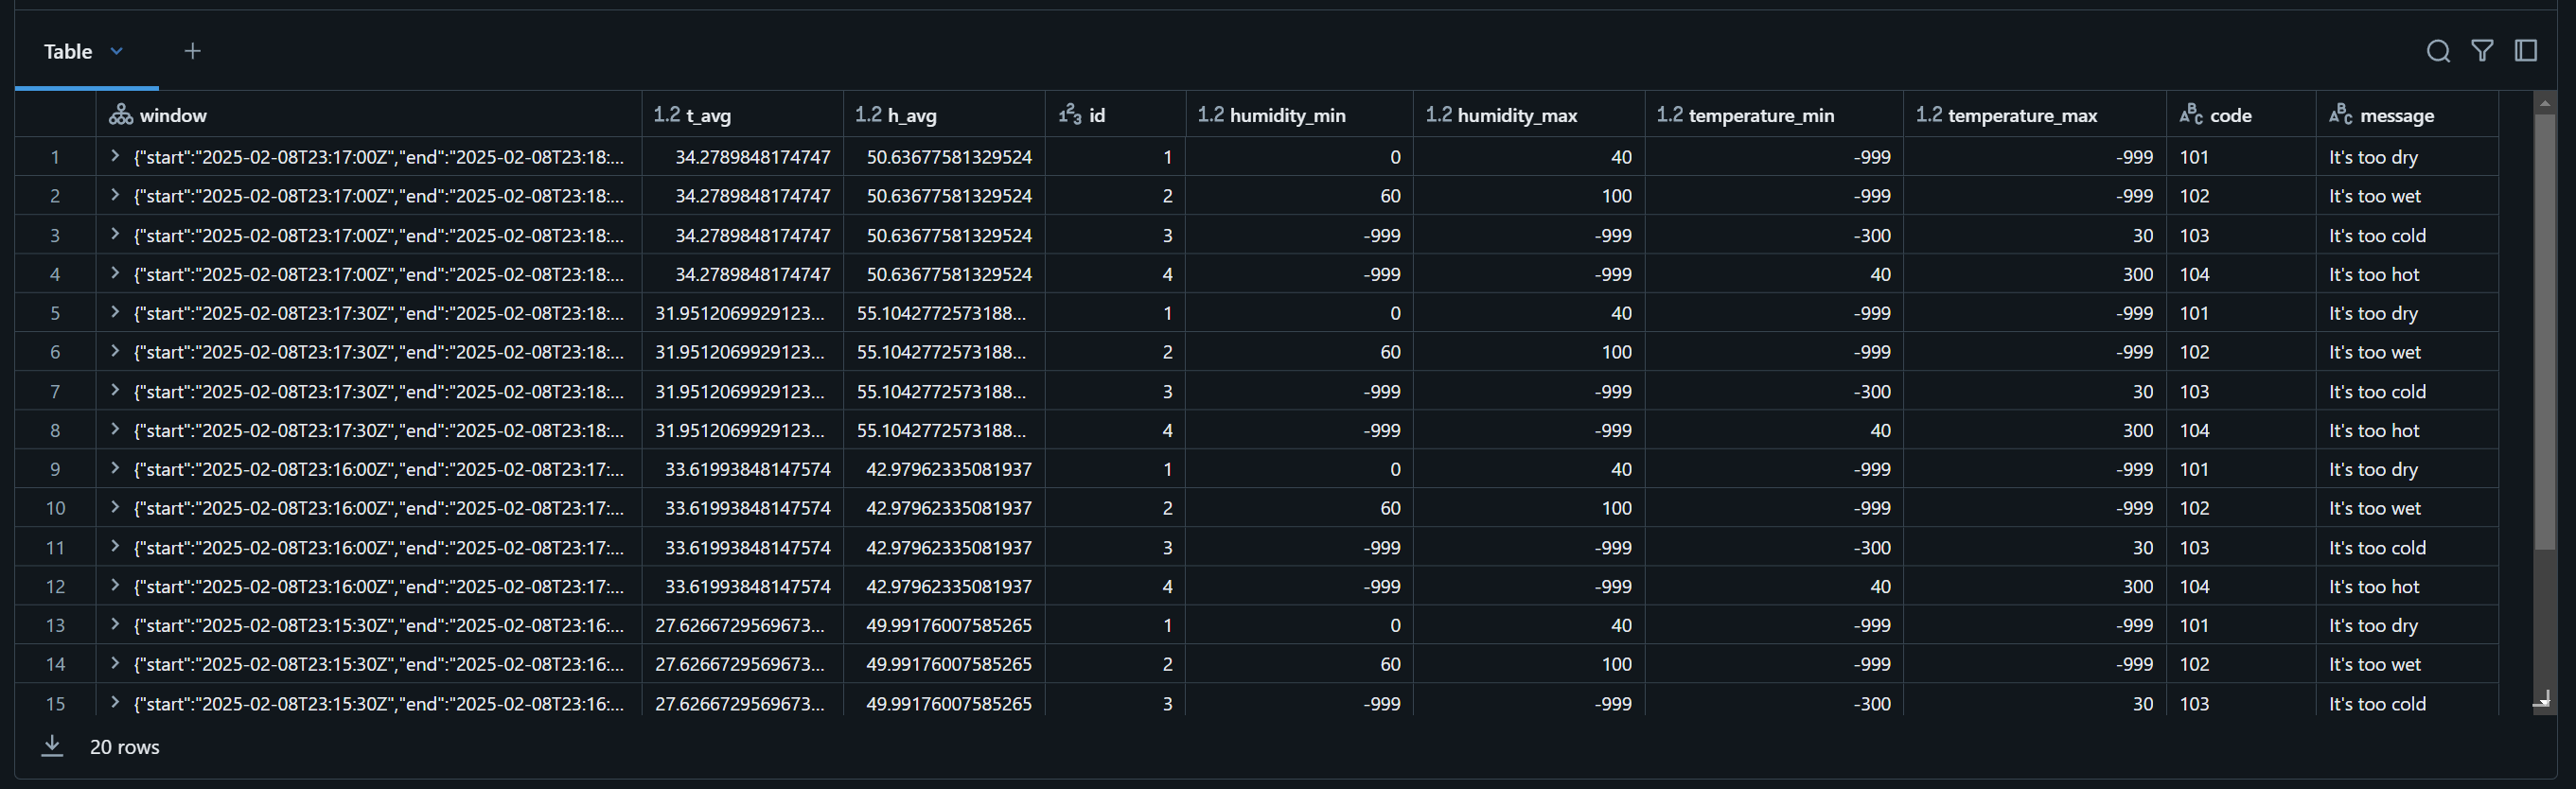 Table
1.2 t_avg 1.2 h_avg 1²3 id 1.2 humidity_min 1.2 humidity_max 1.2 temperature_min 1.2 temperature_max ABC code ABC message
window
1 {"start":"2025-02-08T23:17:00Z","end":"2025-02-08T23:18:... 34.2789848174747 50.63677581329524 1 0 40 -999 -999 101 It's too dry
2 {"start":"2025-02-08T23:17:00Z","end":"2025-02-08T23:18:... 34.2789848174747 50.63677581329524 2 60 100 -999 -999 102 It's too wet
3 {"start":"2025-02-08T23:17:00Z","end":"2025-02-08T23:18:... 34.2789848174747 50.63677581329524 3 -999 -999 -300 30 103 It's too cold
4 {"start":"2025-02-08T23:17:00Z","end":"2025-02-08T23:18:... 34.2789848174747 50.63677581329524 4 -999 -999 40 300 104 It's too hot
5 {"start":"2025-02-08T23:17:30Z","end":"2025-02-08T23:18:... 31.9512069929123... 55.1042772573188... 1 0 40 -999 -999 101 It's too dry
6 {"start":"2025-02-08T23:17:30Z","end":"2025-02-08T23:18:... 31.9512069929123... 55.1042772573188... 2 60 100 -999 -999 102 It's too wet
7 {"start":"2025-02-08T23:17:30Z","end":"2025-02-08T23:18:... 31.9512069929123... 55.1042772573188... 3 -999 -999 -300 30 103 It's too cold
8 {"start":"2025-02-08T23:17:30Z","end":"2025-02-08T23:18:... 31.9512069929123... 55.1042772573188... 4 -999 -999 40 300 104 It's too hot
9 {"start":"2025-02-08T23:16:00Z","end":"2025-02-08T23:17:... 33.61993848147574 42.97962335081937 1 0 40 -999 -999 101 It's too dry
10 {"start":"2025-02-08T23:16:00Z","end":"2025-02-08T23:17:... 33.61993848147574 42.97962335081937 2 60 100 -999 -999 102 It's too wet
11 {"start":"2025-02-08T23:16:00Z","end":"2025-02-08T23:17:... 33.61993848147574 42.97962335081937 3 -999 -999 -300 30 103 It's too cold
12 {"start":"2025-02-08T23:16:00Z","end":"2025-02-08T23:17:... 33.61993848147574 42.97962335081937 4 -999 -999 40 300 104 It's too hot
13 {"start":"2025-02-08T23:15:30Z","end":"2025-02-08T23:16:... 27.6266729569673... 49.99176007585265 1 0 40 -999 -999 101 It's too dry
14 {"start":"2025-02-08T23:15:30Z","end":"2025-02-08T23:16:... 27.6266729569673... 49.99176007585265 2 60 100 -999 -999 102 It's too wet
15 {"start":"2025-02-08T23:15:30Z","end":"2025-02-08T23:16:... 27.6266729569673... 49.99176007585265 3 -999 -999 -300 30 103 It's too cold
20 rows